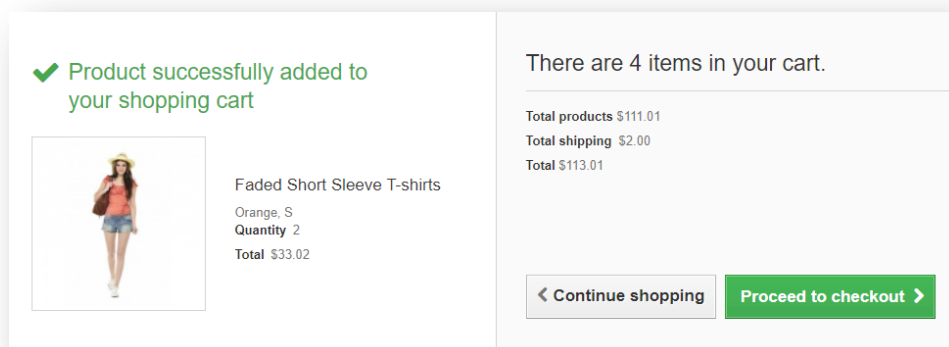 Product successfully added to
your shopping cart
Faded Short Sleeve T-shirts
Orange, S
Quantity 2
Total $33.02
There are 4 items in your cart.
Total products $111.01
Total shipping $2.00
Total $113.01
Continue shopping
Proceed to checkout